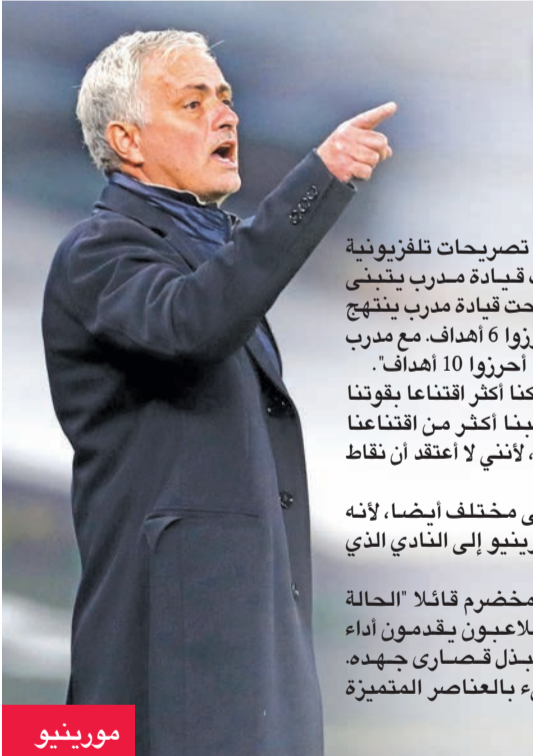 تصريحات تلفزيونية
قيادة مدرب يتبنى
حت قيادة مدرب ينتهج
رزوا 6 أهداف. مع مدرب
أحرزوا 10 أهداف".
كنا أكثر اقتناعا بقوتنا
بنا أكثر من اقتناعنا
، لأنني لا أعتقد أن نقاط
ى مختلف أيضا، لأنه
رينيو إلى النادي الذي
مخضرم قائلا "الحالة
لاعبون يقدمون أداء
بذل قصارى جهده.
ء بالعناصر المتميزة
مورينيو